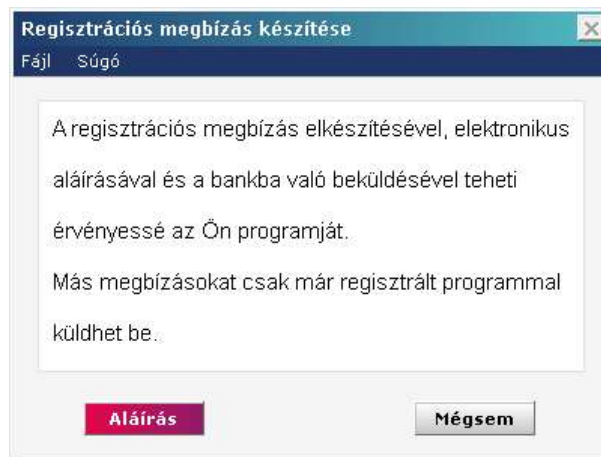 Regisztrációs megbízás készítése
Fájl Súgó
A regisztrációs megbízás elkészítésével, elektronikus
aláírásával és a bankba való beküldésével teheti
érvényessé az Ön programját.
Más megbízásokat csak már regisztrált programmal
küldhet be.
Aláírás Mégsem